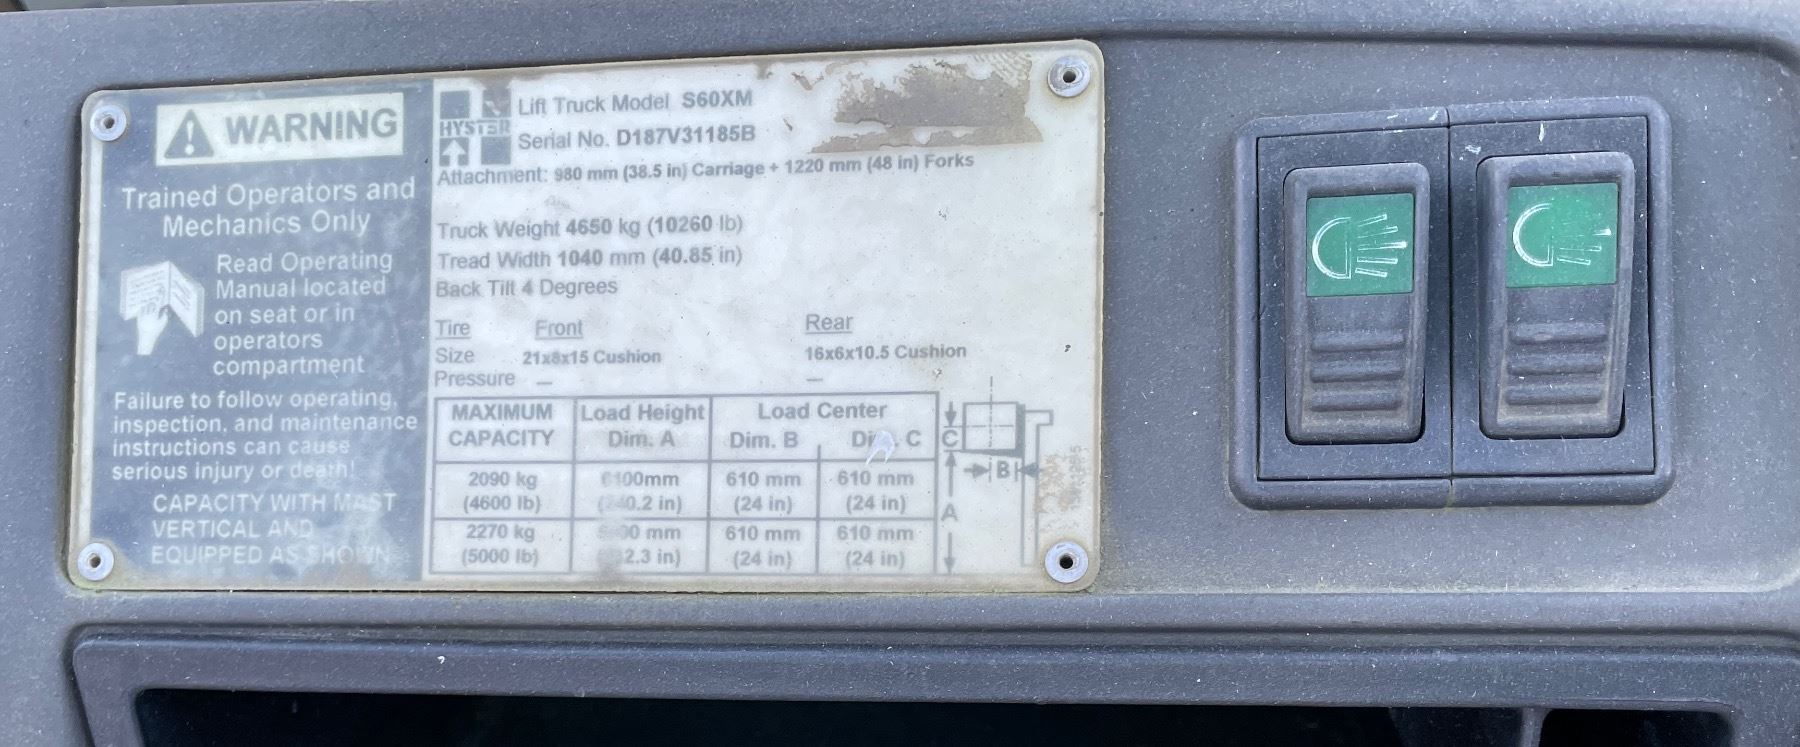 WARNING
Trained Operators and
Mechanics Only
Read Operating
Manual located
on seat or in
operators
compartment
Failure to follow operating,
inspection, and maintenance
instructions can cause
serious injury or death!
CAPACITY WITH MAST
VERTICAL AND
EQUIPPED AS SHOWN
HYSTER
Lift Truck Model S60XM
Serial No. D187V31185B
Attachment: 980 mm (38.5 in) Carriage + 1220 mm (48 in) Forks
Truck Weight 4650 kg (10260 lb)
Tread Width 1040 mm (40.85 in)
Back Tilt 4 Degrees
Tire Front Rear
Size 21x8x15 Cushion 16x6x10.5 Cushion
Pressure — —
MAXIMUM CAPACITY Load Height Dim. A Load Center Dim. B Dim. C
2090 kg 6100mm 610 mm 610 mm
(4600 lb) (240.2 in) (24 in) (24 in)
2270 kg 610 mm 610 mm
(5000 lb) (24 in) (24 in)
C
B
A